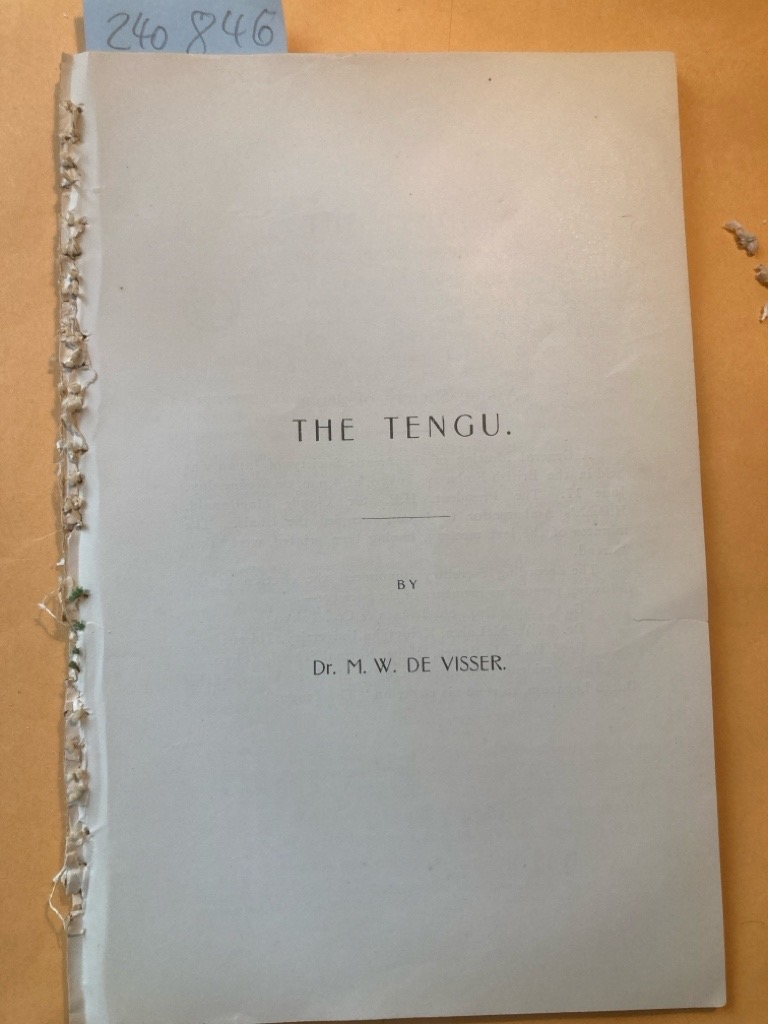 240 846
THE TENGU.
BY
Dr. M. W. DE VISSER.